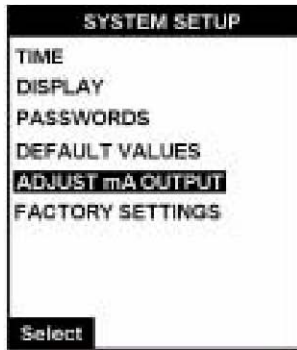 SYSTEM SETUP
TIME
DISPLAY
PASSWORDS
DEFAULT VALUES
ADJUST mA OUTPUT
FACTORY SETTINGS
Select